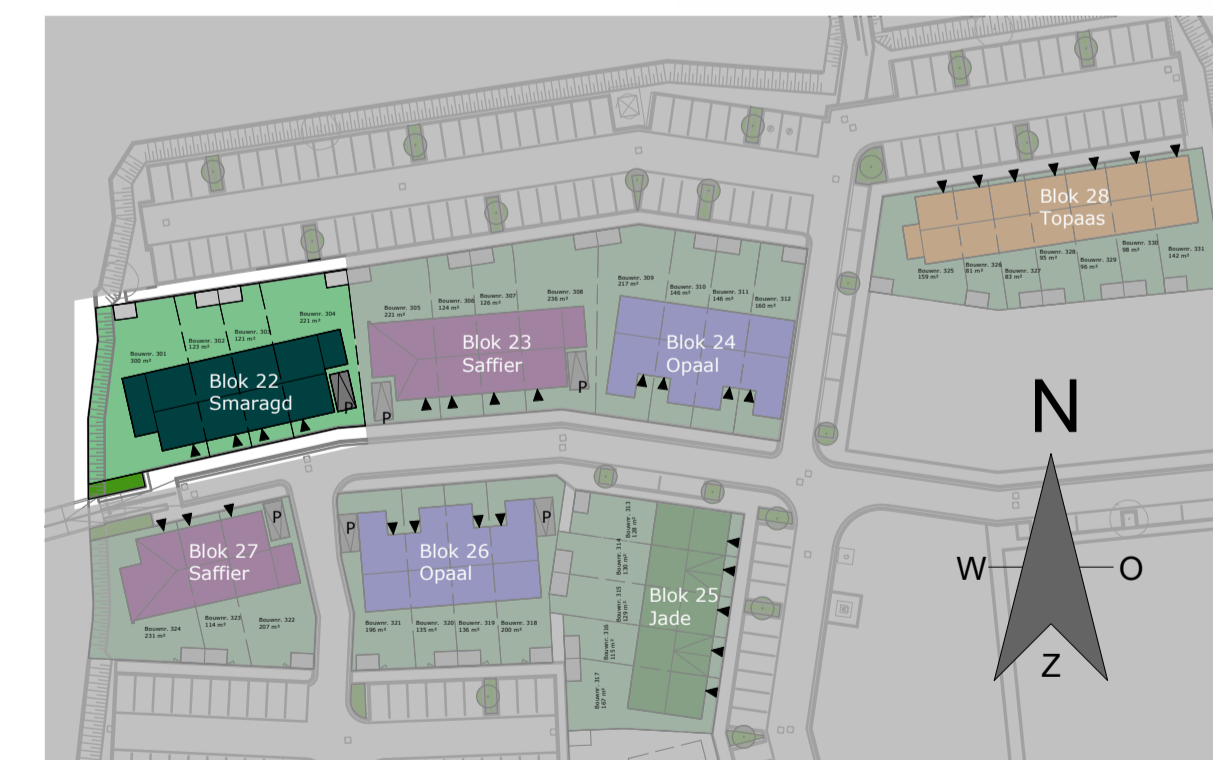 Blok 28
Topaas
Bouwnr. 325
159 m²
Bouwnr. 326
81 m²
Bouwnr. 327
83 m²
Bouwnr. 328
95 m²
Bouwnr. 329
96 m²
Bouwnr. 330
98 m²
Bouwnr. 331
142 m²
Bouwnr. 301
300 m²
Bouwnr. 302
123 m²
Bouwnr. 303
121 m²
Bouwnr. 304
221 m²
Blok 22
Smaragd
P
Bouwnr. 305
221 m²
Bouwnr. 306
124 m²
Bouwnr. 307
126 m²
Bouwnr. 308
236 m²
Blok 23
Saffier
P
P
Bouwnr. 309
217 m²
Bouwnr. 310
146 m²
Bouwnr. 311
146 m²
Bouwnr. 312
160 m²
Blok 24
Opaal
N
W
O
Z
Blok 27
Saffier
P
Bouwnr. 324
231 m²
Bouwnr. 323
114 m²
Bouwnr. 322
207 m²
P
Blok 26
Opaal
P
Bouwnr. 321
196 m²
Bouwnr. 320
135 m²
Bouwnr. 319
136 m²
Bouwnr. 318
200 m²
Bouwnr. 313
128 m²
Bouwnr. 314
130 m²
Bouwnr. 315
129 m²
Bouwnr. 316
115 m²
Bouwnr. 317
167 m²
Blok 25
Jade